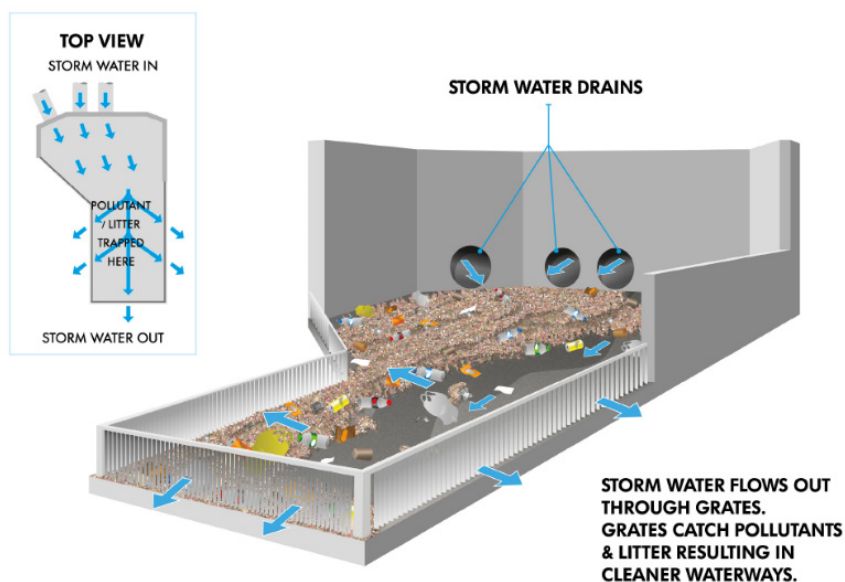 TOP VIEW
STORM WATER IN
POLLUTANT
/ LITTER
TRAPPED
HERE
STORM WATER OUT
STORM WATER DRAINS
STORM WATER FLOWS OUT
THROUGH GRATES.
GRATES CATCH POLLUTANTS
& LITTER RESULTING IN
CLEANER WATERWAYS.